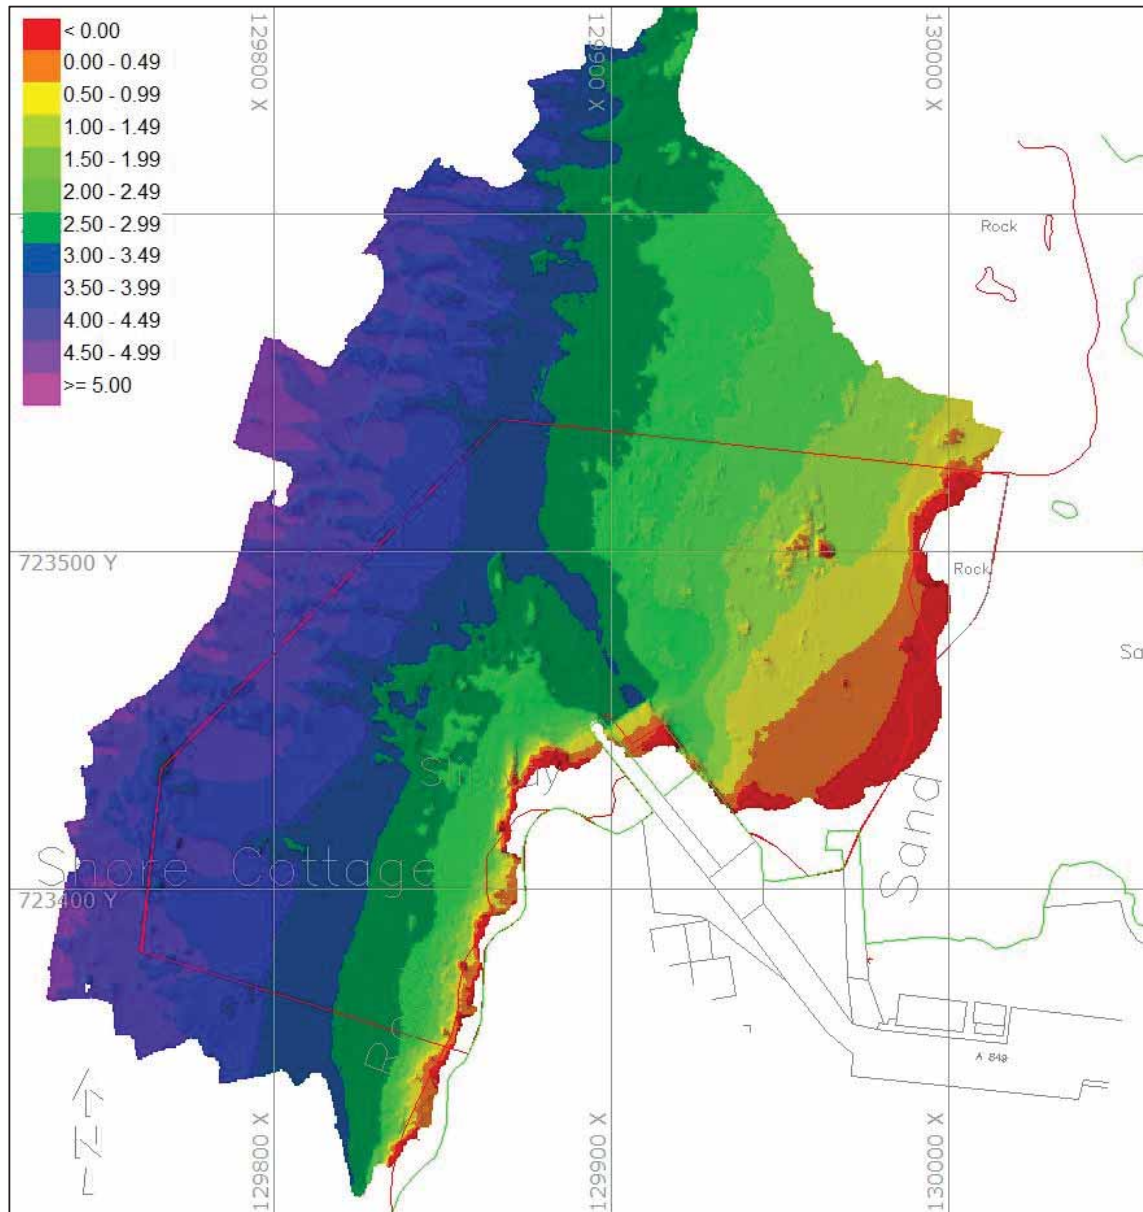 < 0.00
0.00 - 0.49
0.50 - 0.99
1.00 - 1.49
1.50 - 1.99
2.00 - 2.49
2.50 - 2.99
3.00 - 3.49
3.50 - 3.99
4.00 - 4.49
4.50 - 4.99
>= 5.00
129800 X
129900 X
130000 X
Rock
723500 Y
Rock
Sa
Shore Cottage
Sand
723400 Y
A 849
N
129800 X
129900 X
130000 X